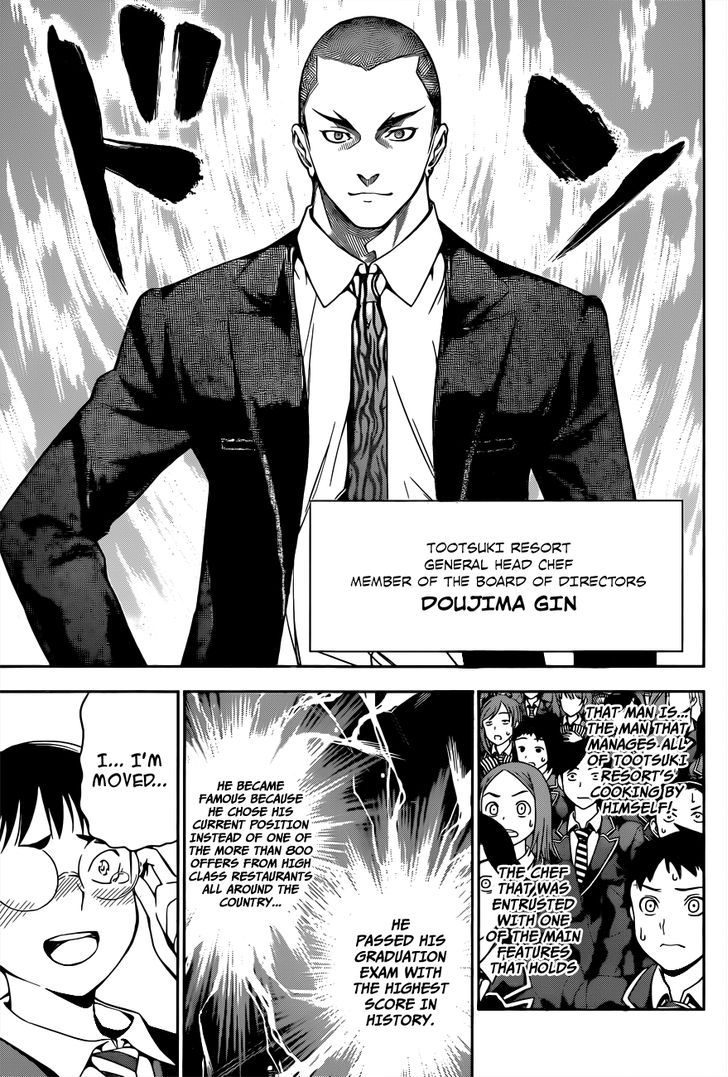 ドン
TOOTSUKI RESORT
GENERAL HEAD CHEF
MEMBER OF THE BOARD OF DIRECTORS
DOUJIMA GIN
THAT MAN IS...
THE MAN THAT
MANAGES ALL
OF TOOTSUKI
RESORT'S
COOKING BY
HIMSELF!
THE CHEF
THAT WAS
ENTRUSTED
WITH ONE
OF THE MAIN
FEATURES
THAT HOLDS
HE BECAME
FAMOUS BECAUSE
HE CHOSE HIS
CURRENT POSITION
INSTEAD OF ONE OF
THE MORE THAN 800
OFFERS FROM HIGH
CLASS RESTAURANTS
ALL AROUND THE
COUNTRY...
HE
PASSED HIS
GRADUATION
EXAM WITH
THE HIGHEST
SCORE IN
HISTORY.
I... I'M
MOVED...